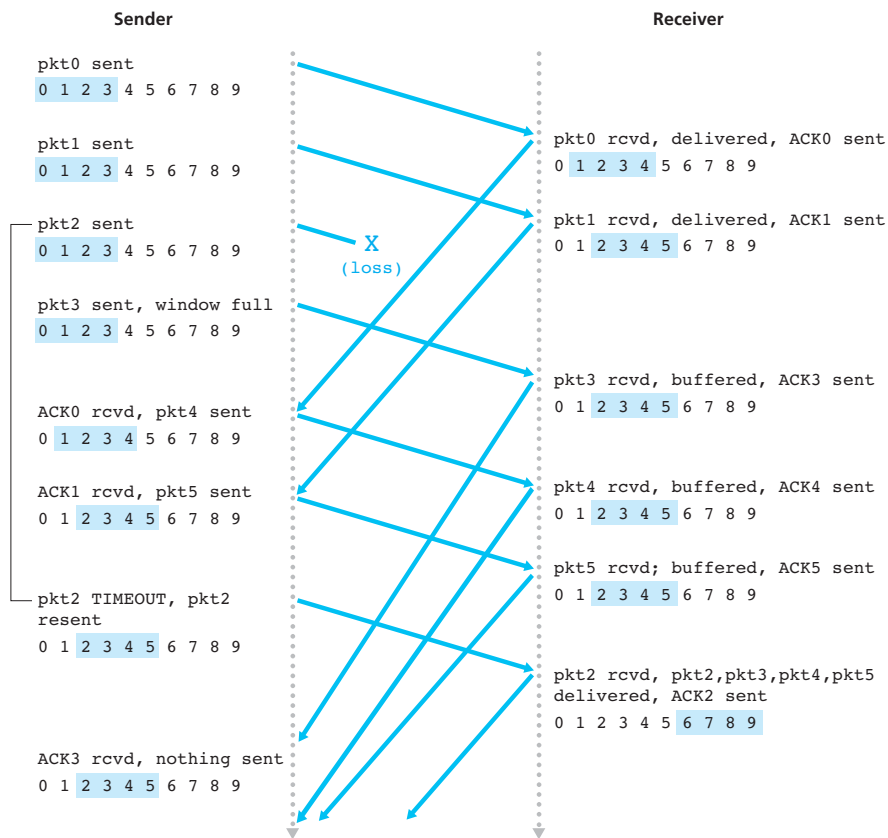 Sender
pkt0 sent
0 1 2 3 4 5 6 7 8 9
pkt1 sent
0 1 2 3 4 5 6 7 8 9
pkt2 sent
0 1 2 3 4 5 6 7 8 9
pkt3 sent, window full
0 1 2 3 4 5 6 7 8 9
ACK0 rcvd, pkt4 sent
0 1 2 3 4 5 6 7 8 9
ACK1 rcvd, pkt5 sent
0 1 2 3 4 5 6 7 8 9
pkt2 TIMEOUT, pkt2
resent
0 1 2 3 4 5 6 7 8 9
ACK3 rcvd, nothing sent
0 1 2 3 4 5 6 7 8 9
X
(loss)
Receiver
pkt0 rcvd, delivered, ACK0 sent
0 1 2 3 4 5 6 7 8 9
pkt1 rcvd, delivered, ACK1 sent
0 1 2 3 4 5 6 7 8 9
pkt3 rcvd, buffered, ACK3 sent
0 1 2 3 4 5 6 7 8 9
pkt4 rcvd, buffered, ACK4 sent
0 1 2 3 4 5 6 7 8 9
pkt5 rcvd; buffered, ACK5 sent
0 1 2 3 4 5 6 7 8 9
pkt2 rcvd, pkt2,pkt3,pkt4,pkt5
delivered, ACK2 sent
0 1 2 3 4 5 6 7 8 9